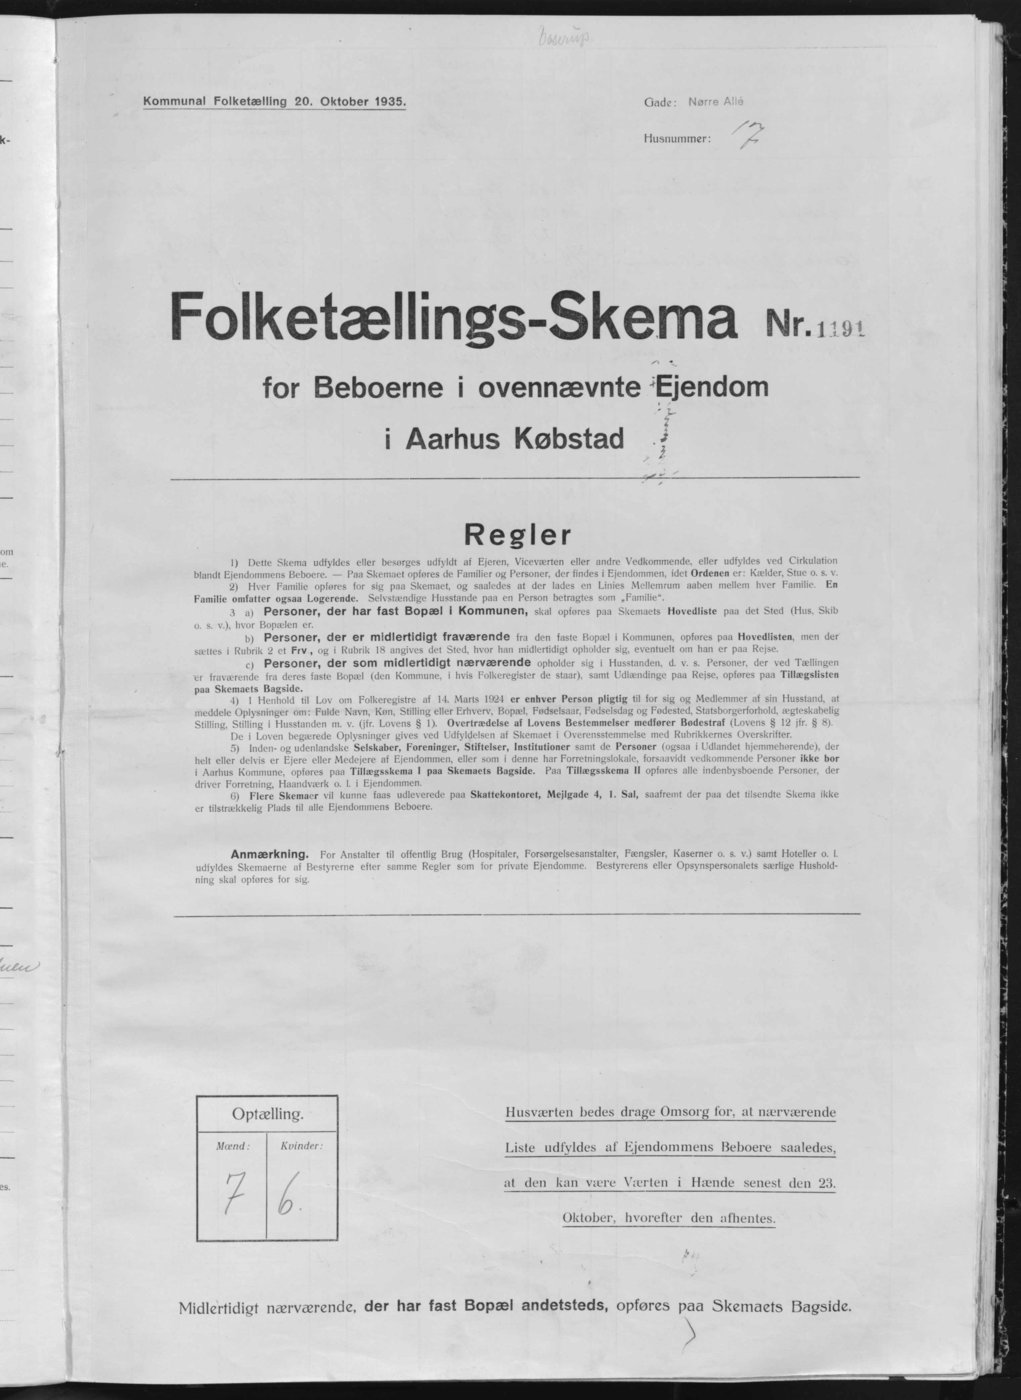 Kommunal Folketælling 20. Oktober 1935.
Gade: Nørre Allé
Husnummer: 17
Folketællings-Skema Nr. 1191
for Beboerne i ovennævnte Ejendom
i Aarhus Købstad
Regler
1) Dette Skema udfyldes eller besørges udfyldt af Ejeren, Viceværten eller andre Vedkommende, eller udfyldes ved Cirkulation
blandt Ejendommens Beboere. — Paa Skemaet opføres de Familier og Personer, der findes i Ejendommen, idet Ordenen er: Kælder, Stue o. s. v.
2) Hver Familie opføres for sig paa Skemaet, og saaledes at der lades en Linies Mellemrum aaben mellem hver Familie. En
Familie omfatter ogsaa Logerende. Selvstændige Husstande paa en Person betragtes som „Familie“.
3 a) Personer, der har fast Bopæl i Kommunen, skal opføres paa Skemaets Hovedliste paa det Sted (Hus, Skib
o. s. v.), hvor Bopælen er.
b) Personer, der er midlertidigt fraværende fra den faste Bopæl i Kommunen, opføres paa Hovedlisten, men der
sættes i Rubrik 2 et Frv., og i Rubrik 18 angives det Sted, hvor han midlertidigt opholder sig, eventuelt om han er paa Rejse.
c) Personer, der som midlertidigt nærværende opholder sig i Husstanden, d. v. s. Personer, der ved Tællingen
er fraværende fra deres faste Bopæl (den Kommune, i hvis Folkeregister de staar), samt Udlændinge paa Rejse, opføres paa Tillægslisten
paa Skemaets Bagside.
4) I Henhold til Lov om Folkeregistre af 14. Marts 1924 er enhver Person pligtig til for sig og Medlemmer af sin Husstand, at
meddele Oplysninger om: Fulde Navn, Køn, Stilling eller Erhverv, Bopæl, Fødselsaar, Fødselsdag og Fødested, Statsborgerforhold, ægteskabelig
Stilling, Stilling i Husstanden m. v. (jfr. Lovens § 1). Overtrædelse af Lovens Bestemmelser medfører Bødestraf (Lovens § 12 jfr. § 8).
De i Loven begærede Oplysninger gives ved Udfyldelsen af Skemaet i Overensstemmelse med Rubrikkernes Overskrifter.
5) Inden- og udenlandske Selskaber, Foreninger, Stiftelser, Institutioner samt de Personer (ogsaa i Udlandet hjemmehørende), der
helt eller delvis er Ejere eller Medejere af Ejendommen, eller som i denne har Forretningslokale, forsaavidt vedkommende Personer ikke bor
i Aarhus Kommune, opføres paa Tillægsskema I paa Skemaets Bagside. Paa Tillægsskema II opføres alle indenbysboende Personer, der
driver Forretning, Haandværk o. l. i Ejendommen.
6) Flere Skemaer vil kunne faas udleverede paa Skattekontoret, Mejlgade 4, 1. Sal, saafremt der paa det tilsendte Skema ikke
er tilstrækkelig Plads til alle Ejendommens Beboere.
Anmærkning. For Anstalter til offentlig Brug (Hospitaler, Forsørgelsesanstalter, Fængsler, Kaserner o. s. v.) samt Hoteller o. l.
udfyldes Skemaerne af Bestyrerne efter samme Regler som for private Ejendomme. Bestyrerens eller Opsynspersonalets særlige Hushold-
ning skal opføres for sig.
Optælling.
Mænd: Kvinder:
7 6.
Husværten bedes drage Omsorg for, at nærværende
Liste udfyldes af Ejendommens Beboere saaledes,
at den kan være Værten i Hænde senest den 23.
Oktober, hvorefter den afhentes.
Midlertidigt nærværende, der har fast Bopæl andetsteds, opføres paa Skemaets Bagside.